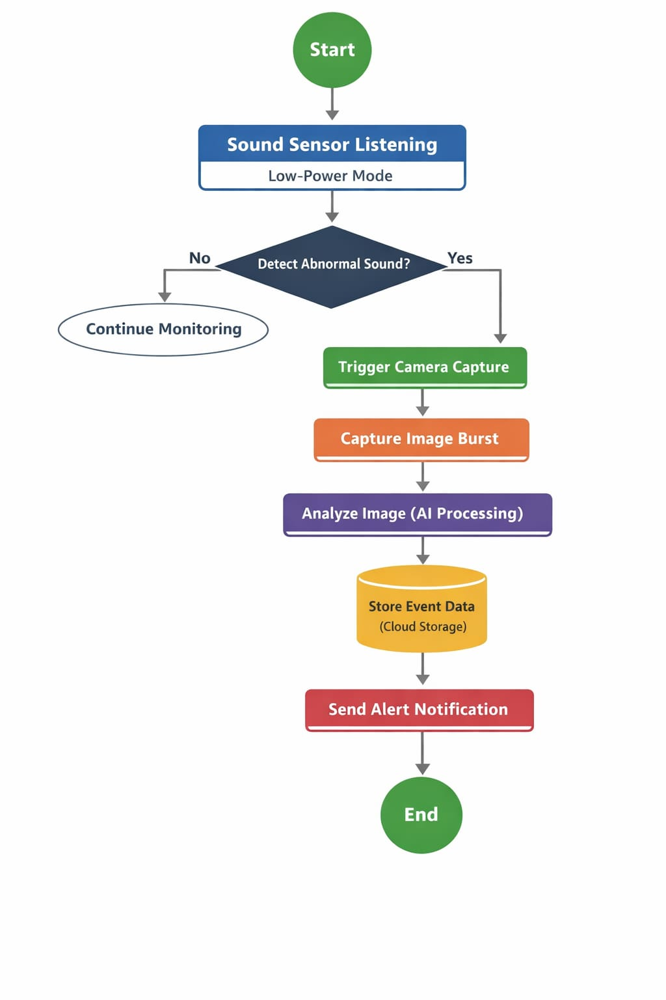 Start
Sound Sensor Listening
Low-Power Mode
Detect Abnormal Sound?
No
Yes
Continue Monitoring
Trigger Camera Capture
Capture Image Burst
Analyze Image (AI Processing)
Store Event Data
(Cloud Storage)
Send Alert Notification
End